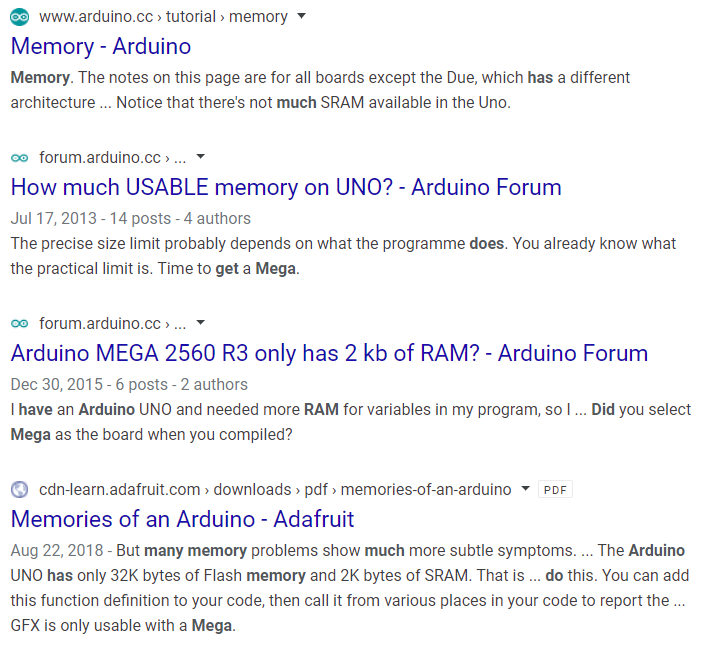 www.arduino.cc › tutorial › memory
Memory - Arduino
Memory. The notes on this page are for all boards except the Due, which has a different
architecture ... Notice that there's not much SRAM available in the Uno.
forum.arduino.cc › ...
How much USABLE memory on UNO? - Arduino Forum
Jul 17, 2013 - 14 posts - 4 authors
The precise size limit probably depends on what the programme does. You already know what
the practical limit is. Time to get a Mega.
forum.arduino.cc › ...
Arduino MEGA 2560 R3 only has 2 kb of RAM? - Arduino Forum
Dec 30, 2015 - 6 posts - 2 authors
I have an Arduino UNO and needed more RAM for variables in my program, so I ... Did you select
Mega as the board when you compiled?
cdn-learn.adafruit.com › downloads › pdf › memories-of-an-arduino PDF
Memories of an Arduino - Adafruit
Aug 22, 2018 - But many memory problems show much more subtle symptoms. ... The Arduino
UNO has only 32K bytes of Flash memory and 2K bytes of SRAM. That is ... do this. You can add
this function definition to your code, then call it from various places in your code to report the ...
GFX is only usable with a Mega.